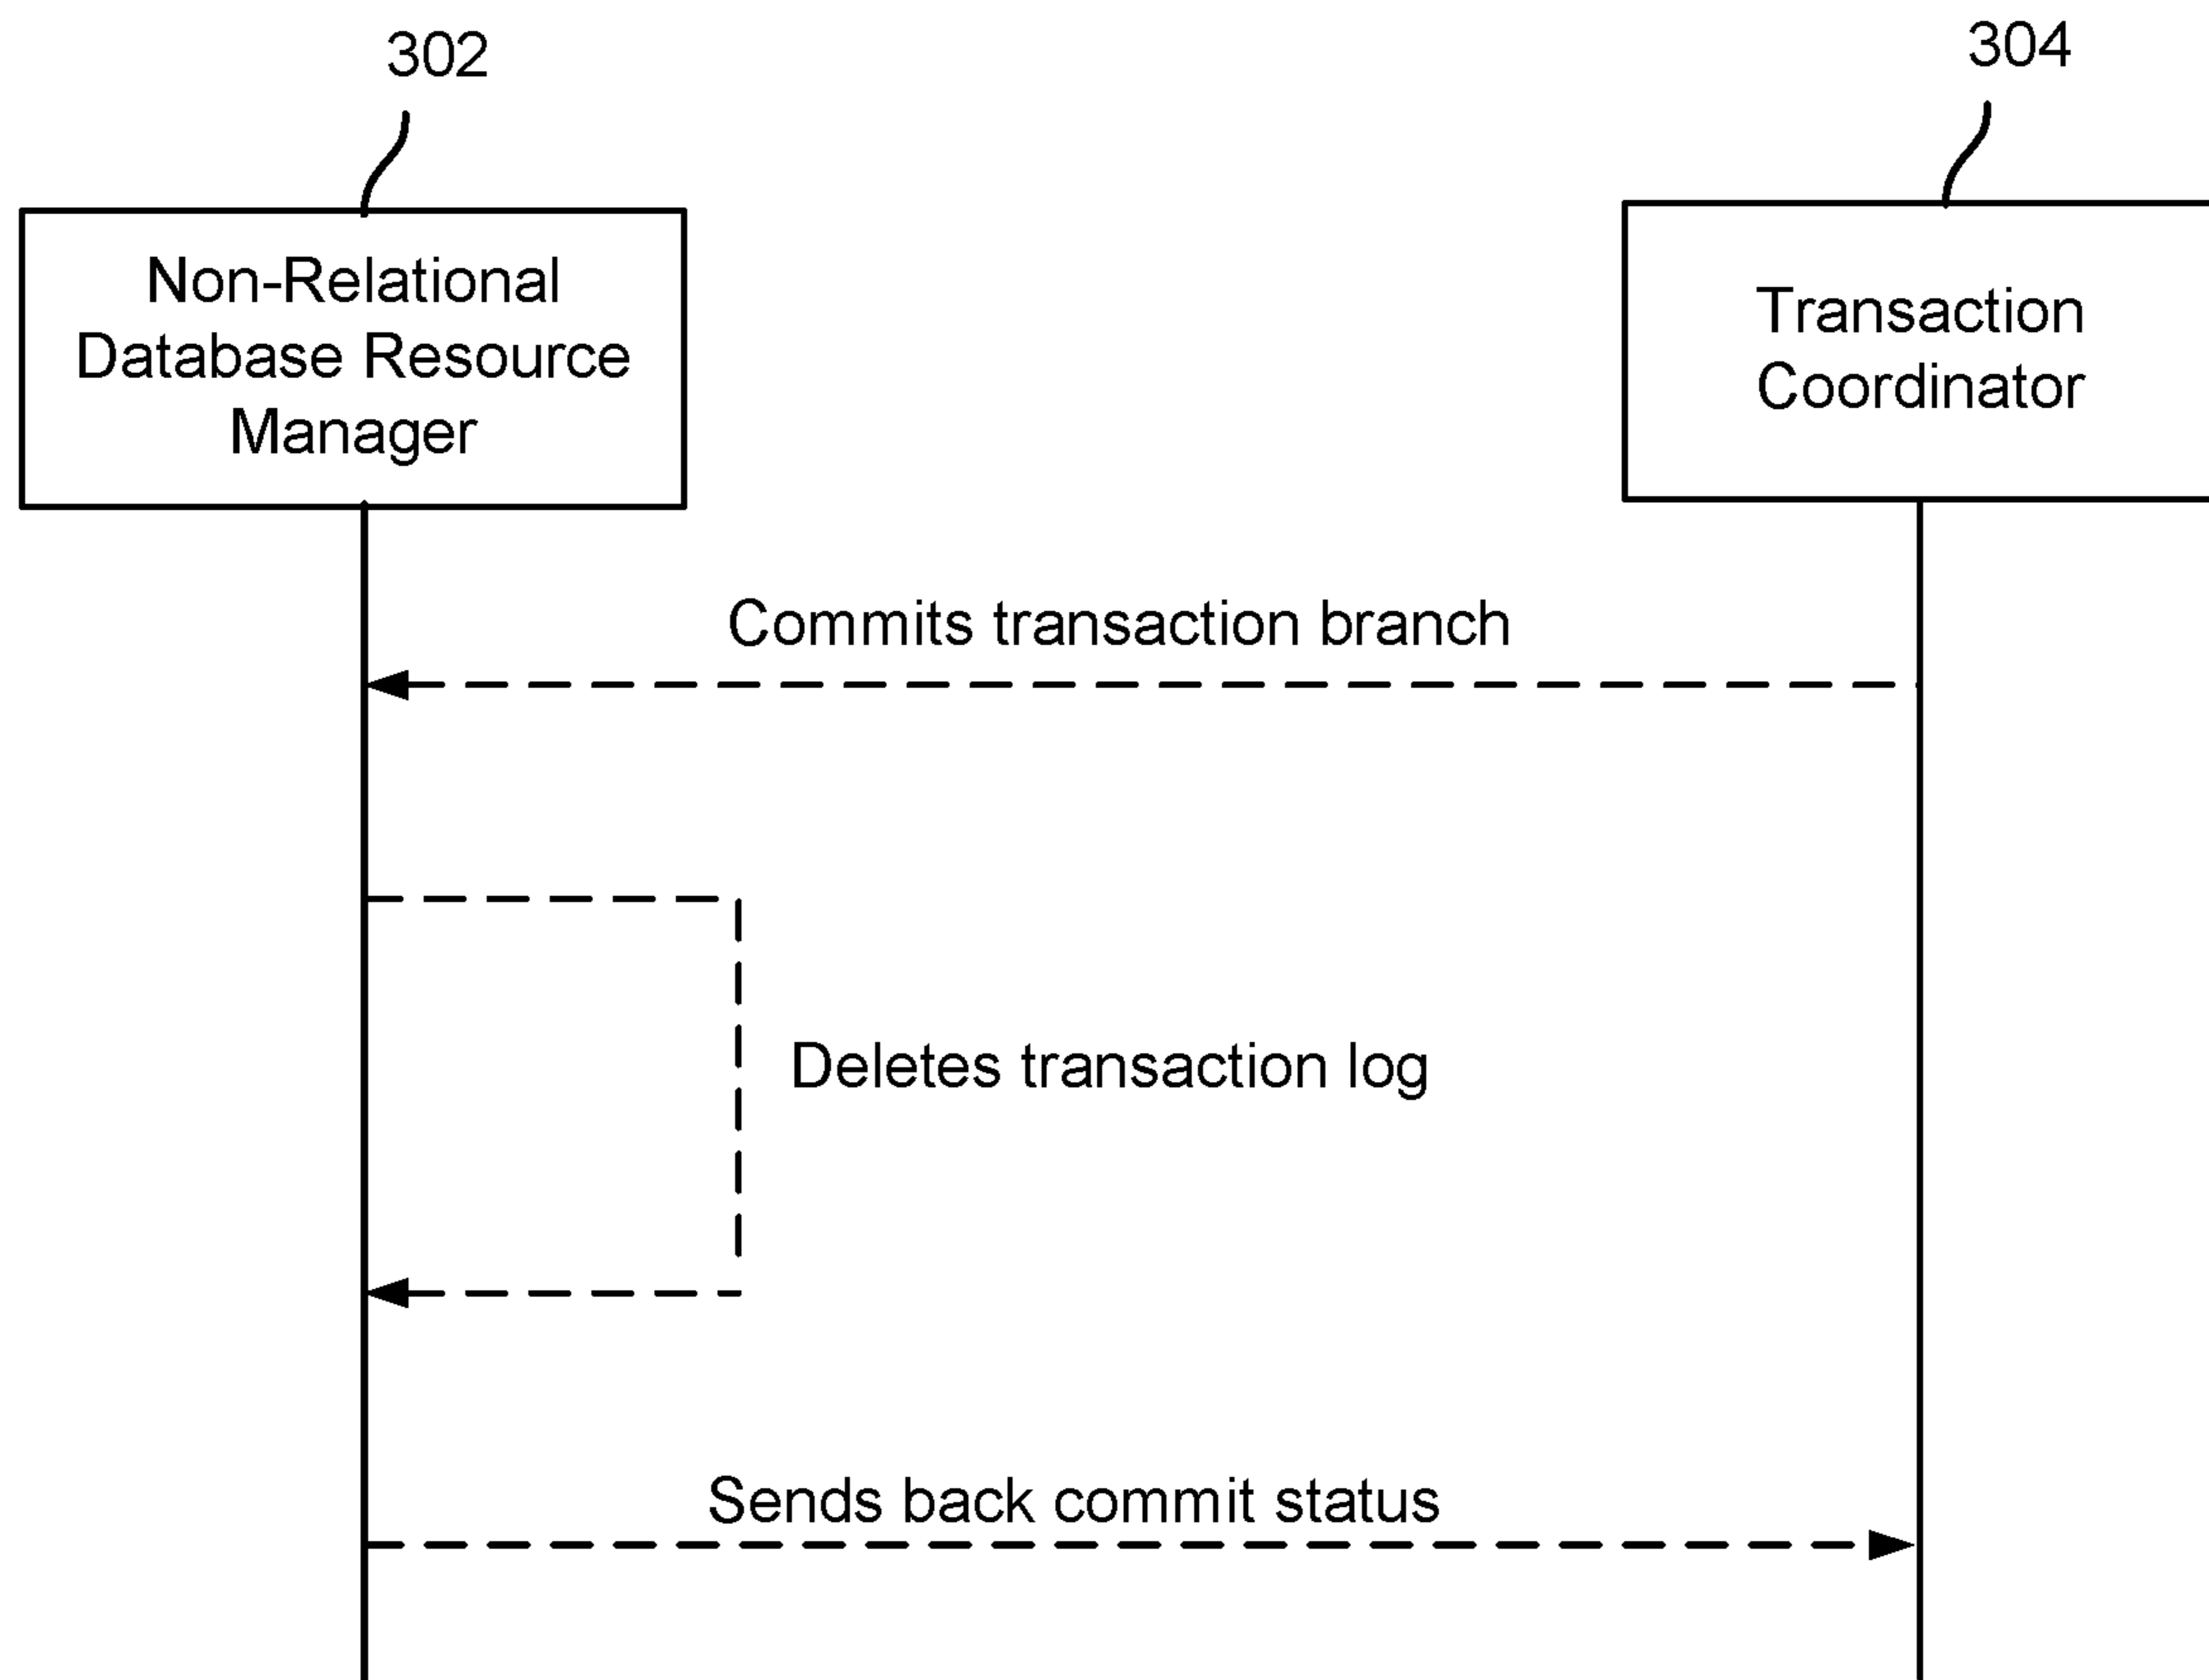 302
304
Non-Relational
Database Resource
Manager
Transaction
Coordinator
Commits transaction branch
Deletes transaction log
Sends back commit status